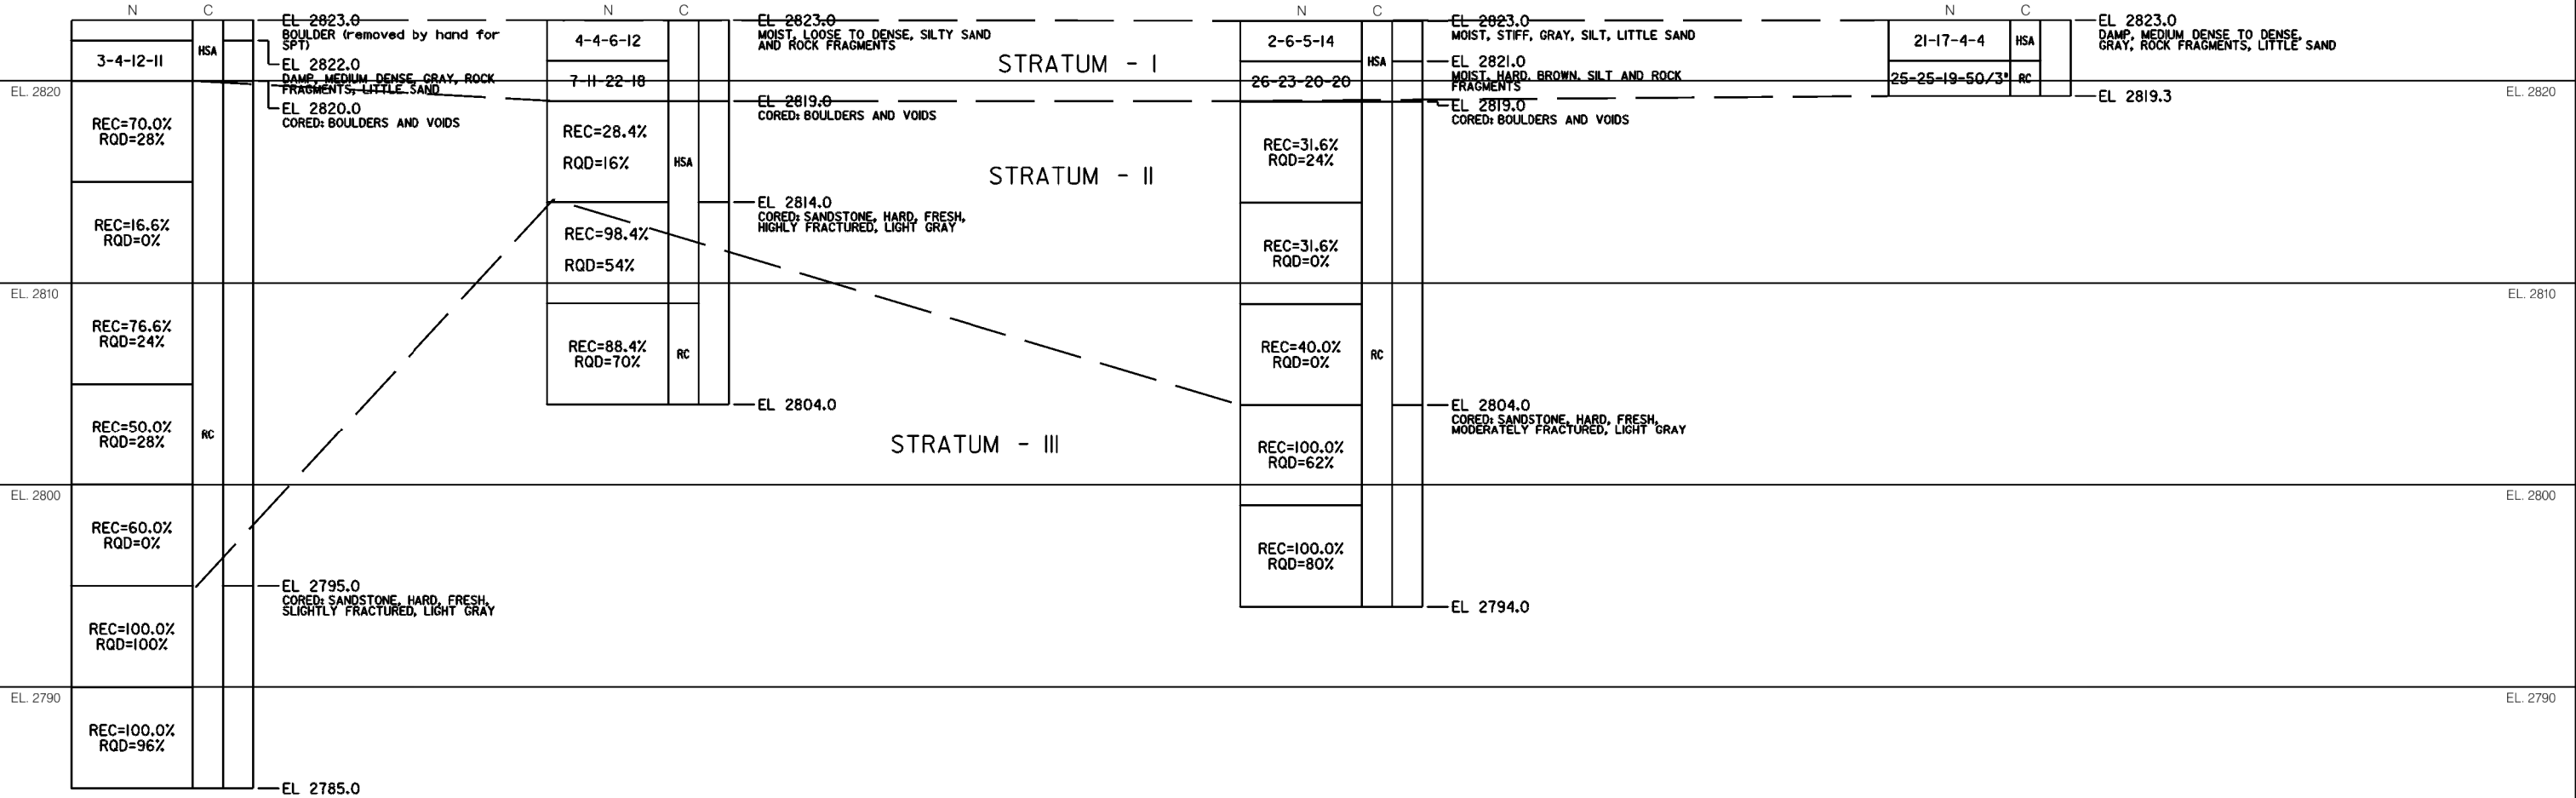 N C
EL 2823.0
BOULDER (removed by hand for
SPT)
HSA
3-4-12-11
EL 2822.0
DAMP, MEDIUM DENSE, GRAY, ROCK
FRAGMENTS, LITTLE SAND
EL 2820.0
CORED: BOULDERS AND VOIDS
REC=70.0%
RQD=28%
REC=16.6%
RQD=0%
REC=76.6%
RQD=24%
REC=50.0%
RQD=28%
RC
REC=60.0%
RQD=0%
EL 2795.0
CORED: SANDSTONE, HARD, FRESH,
SLIGHTLY FRACTURED, LIGHT GRAY
REC=100.0%
RQD=100%
REC=100.0%
RQD=96%
EL 2785.0
EL. 2820
EL. 2810
EL. 2800
EL. 2790
N C
EL 2823.0
MOIST, LOOSE TO DENSE, SILTY SAND
AND ROCK FRAGMENTS
4-4-6-12
7-11-22-18
EL 2819.0
CORED: BOULDERS AND VOIDS
REC=28.4%
RQD=16%
HSA
EL 2814.0
CORED: SANDSTONE, HARD, FRESH,
HIGHLY FRACTURED, LIGHT GRAY
REC=98.4%
RQD=54%
REC=88.4%
RQD=70%
RC
EL 2804.0
STRATUM - I
STRATUM - II
STRATUM - III
N C
EL 2823.0
MOIST, STIFF, GRAY, SILT, LITTLE SAND
2-6-5-14
HSA
EL 2821.0
MOIST, HARD, BROWN, SILT AND ROCK
FRAGMENTS
26-23-20-20
EL 2819.0
CORED: BOULDERS AND VOIDS
REC=31.6%
RQD=24%
REC=31.6%
RQD=0%
REC=40.0%
RQD=0%
RC
EL 2804.0
CORED: SANDSTONE, HARD, FRESH,
MODERATELY FRACTURED, LIGHT GRAY
REC=100.0%
RQD=62%
REC=100.0%
RQD=80%
EL 2794.0
N C
EL 2823.0
DAMP, MEDIUM DENSE TO DENSE,
GRAY, ROCK FRAGMENTS, LITTLE SAND
21-17-4-4
HSA
25-25-19-50/3"
RC
EL 2819.3
EL. 2820
EL. 2810
EL. 2800
EL. 2790